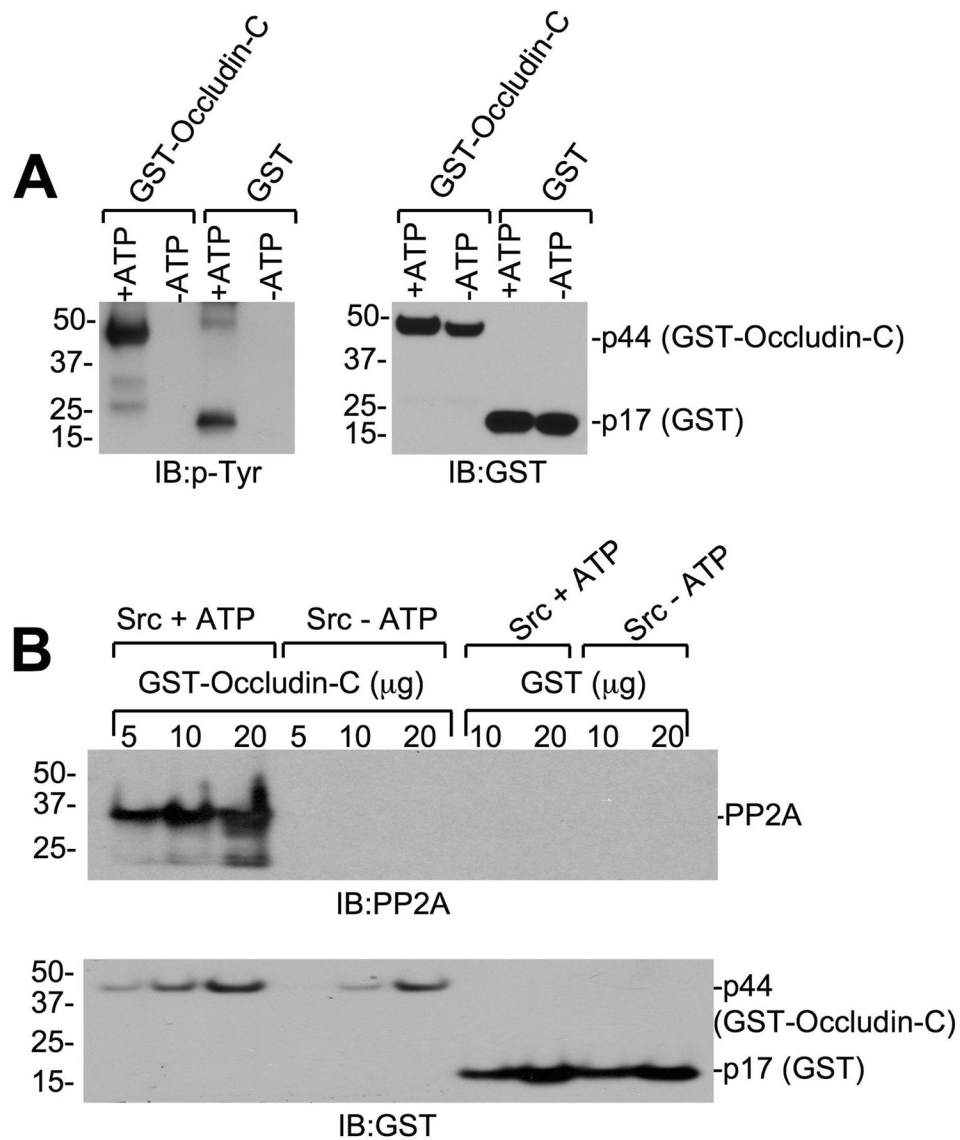 A
GST-Occludin-C
GST
GST-Occludin-C
GST
+ATP
-ATP
+ATP
-ATP
+ATP
-ATP
+ATP
-ATP
50-
37-
25-
15-
50-
37-
25-
15-
-p44 (GST-Occludin-C)
-p17 (GST)
IB:p-Tyr
IB:GST
B
Src + ATP
Src - ATP
Src + ATP
Src - ATP
GST-Occludin-C (μg)
GST (μg)
5 10 20 5 10 20 10 20 10 20
50-
37-
25-
-PP2A
IB:PP2A
50-
37-
25-
15-
-p44
(GST-Occludin-C)
-p17 (GST)
IB:GST